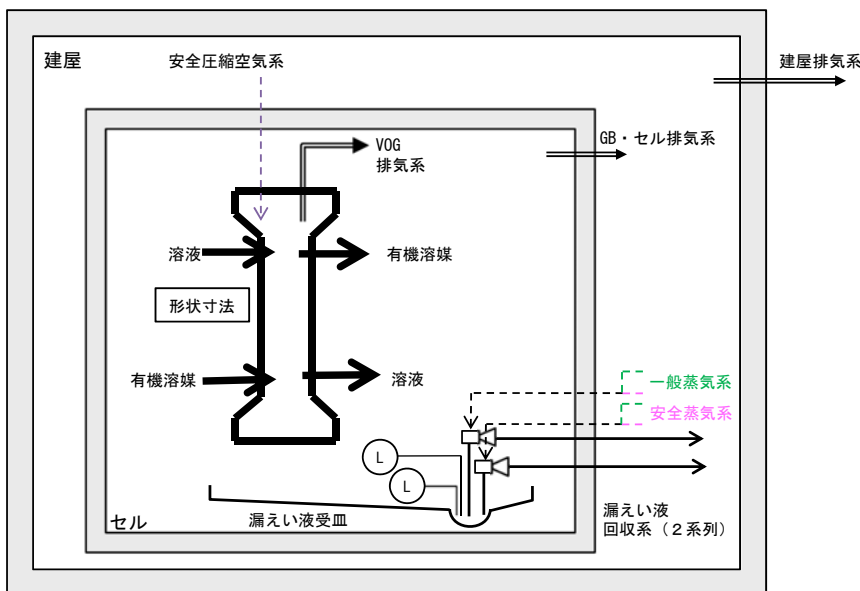 建屋
安全圧縮空気系
建屋排気系
VOG
排気系
GB・セル排気系
溶液
有機溶媒
形状寸法
有機溶媒
溶液
一般蒸気系
安全蒸気系
L
L
漏えい液受皿
セル
漏えい液
回収系（２系列）